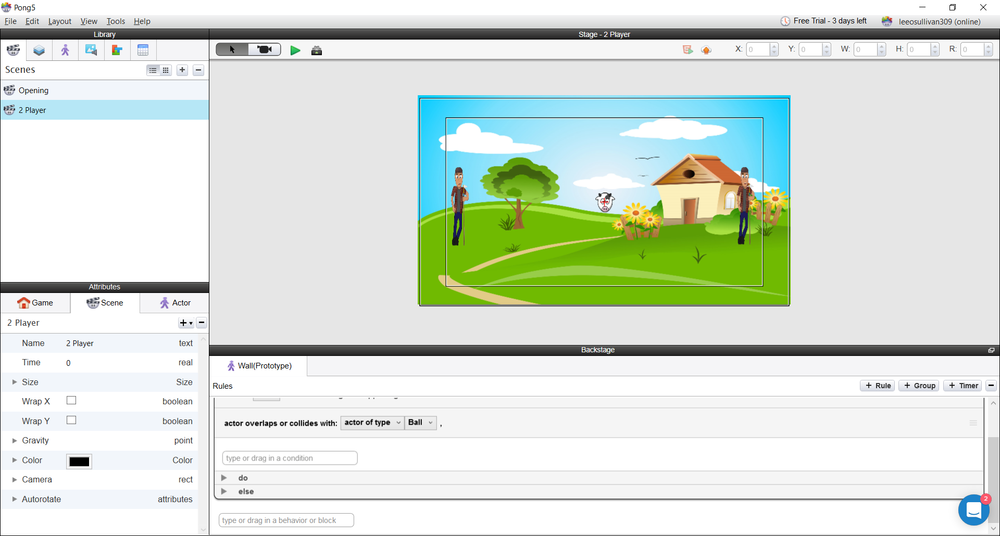 Pong5
File Edit Layout View Tools Help
Free Trial - 3 days left
leeosullivan309 (online)
Library
Stage - 2 Player
X: 0 Y: 0 W: 0 H: 0 R: 0
Scenes
Opening
2 Player
Attributes
Game Scene Actor
2 Player
Name 2 Player text
Time 0 real
Size Size
Wrap X boolean
Wrap Y boolean
Gravity point
Color Color
Camera rect
Autorotate attributes
Backstage
Wall(Prototype)
Rules
+ Rule + Group + Timer
actor overlaps or collides with: actor of type Ball ,
type or drag in a condition
do
else
type or drag in a behavior or block
2